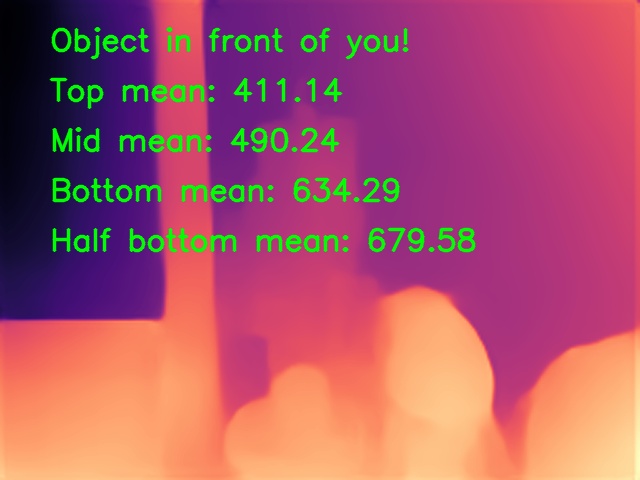 Object in front of you!
Top mean: 411.14
Mid mean: 490.24
Bottom mean: 634.29
Half bottom mean: 679.58